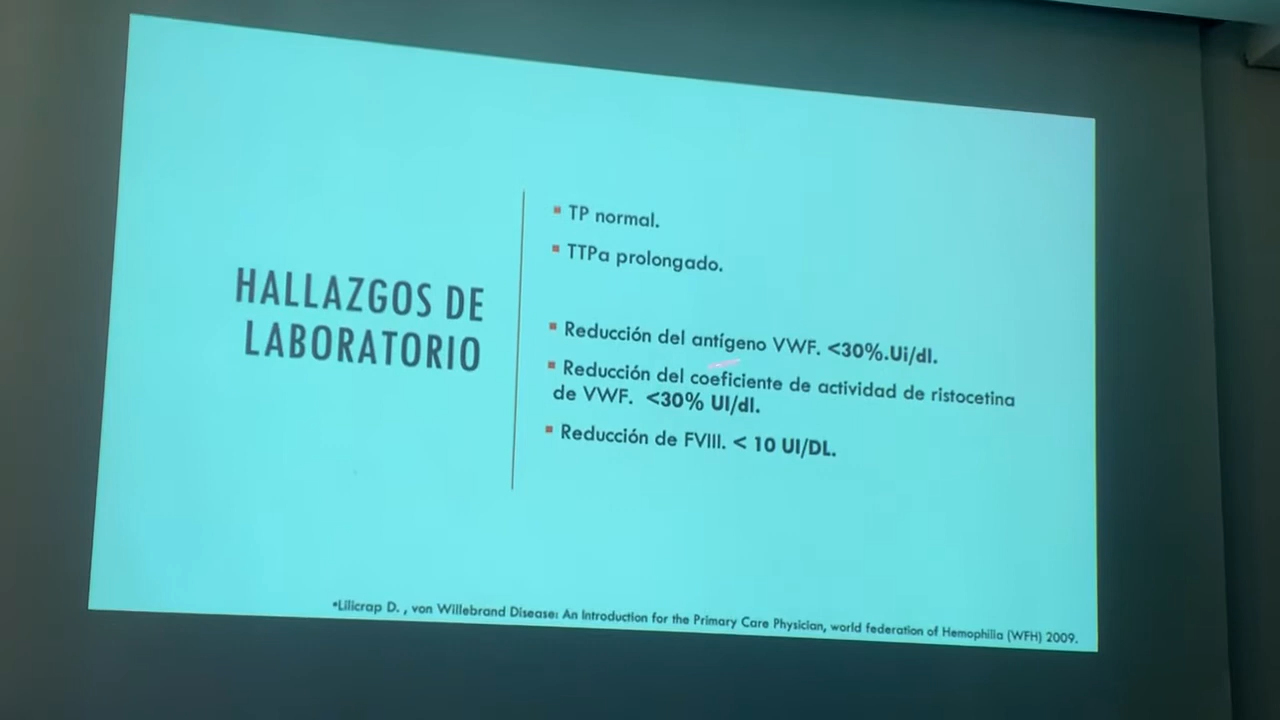 HALLAZGOS DE
LABORATORIO
▪ TP normal.
▪ TTPa prolongado.
▪ Reducción del antígeno VWF. <30%.Ui/dl.
▪ Reducción del coeficiente de actividad de ristocetina
de VWF. <30% UI/dl.
▪ Reducción de FVIII. < 10 UI/DL.
•Lilicrap D. , von Willebrand Disease: An Introduction for the Primary Care Physician, world federation of Hemophilia (WFH) 2009.